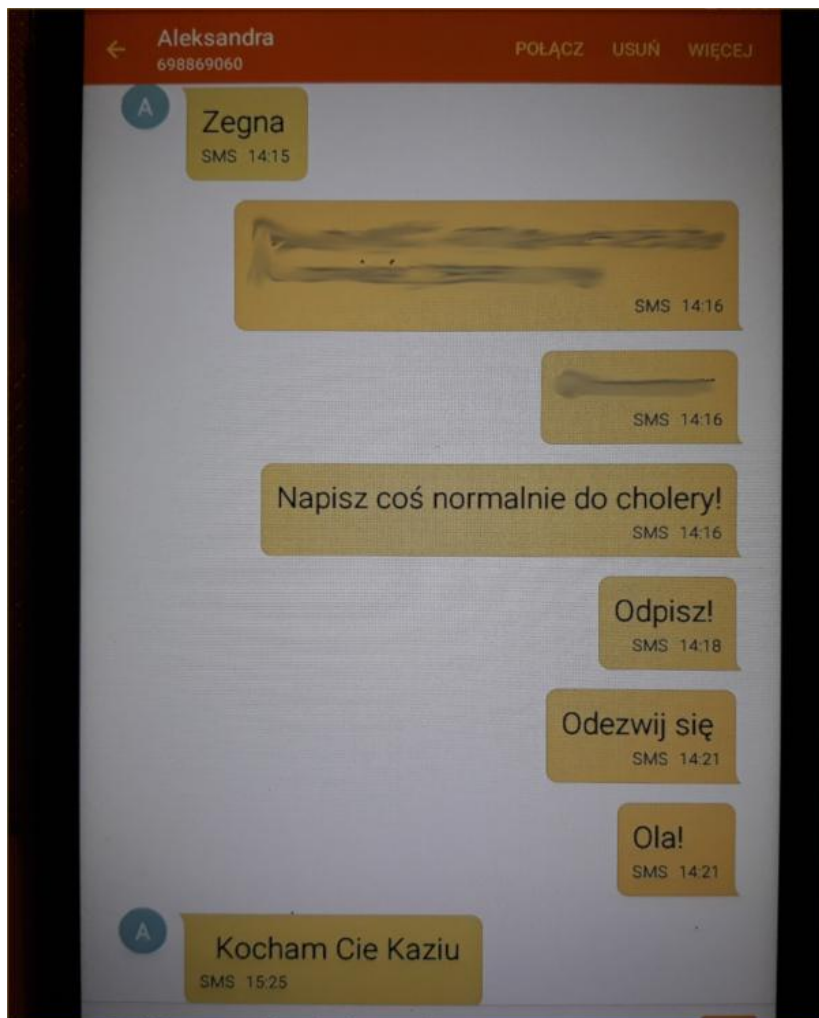 Aleksandra
698869060
POŁĄCZ USUŃ WIĘCEJ
A
Zegna
SMS 14:15
SMS 14:16
SMS 14:16
Napisz coś normalnie do cholery!
SMS 14:16
Odpisz!
SMS 14:18
Odezwij się
SMS 14:21
Ola!
SMS 14:21
A
Kocham Cie Kaziu
SMS 15:25